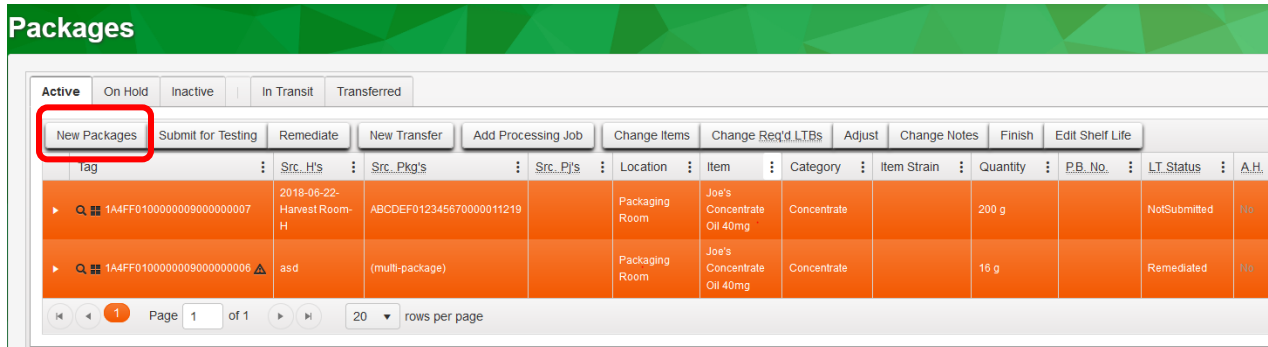 Packages
Active On Hold Inactive In Transit Transferred
New Packages Submit for Testing Remediate New Transfer Add Processing Job Change Items Change Req'd LTBs Adjust Change Notes Finish Edit Shelf Life
Tag Src. H's Src. Pkg's Src. Pj's Location Item Category Item Strain Quantity P.B. No. LT Status A.H.
1A4FF0100000009000000007
2018-06-22-
Harvest Room-
H
ABCDEF012345670000011219
Packaging
Room
Joe's
Concentrate
Oil 40mg
Concentrate
200 g
NotSubmitted
No
1A4FF0100000009000000006
asd
(multi-package)
Packaging
Room
Joe's
Concentrate
Oil 40mg
Concentrate
16 g
Remediated
No
1 Page 1 of 1 20 rows per page